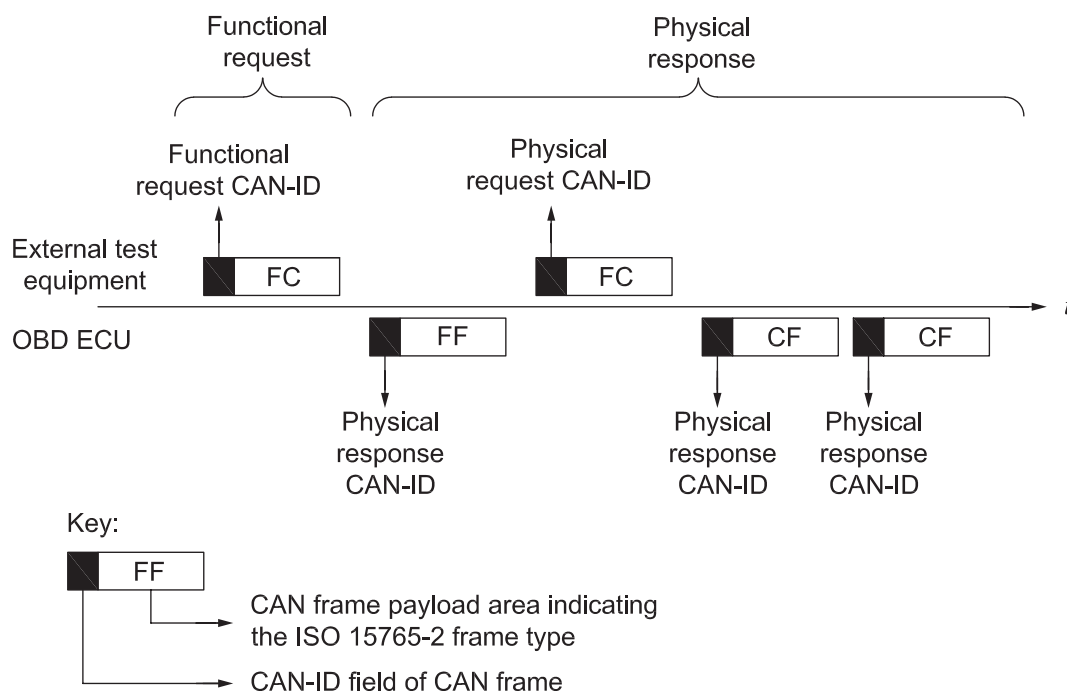 Functional
request
Physical
response
Functional
request CAN-ID
Physical
request CAN-ID
External test
equipment
FC
FC
t
OBD ECU
FF
CF
CF
Physical
response
CAN-ID
Physical
response
CAN-ID
Physical
response
CAN-ID
Key:
FF
CAN frame payload area indicating
the ISO 15765-2 frame type
CAN-ID field of CAN frame